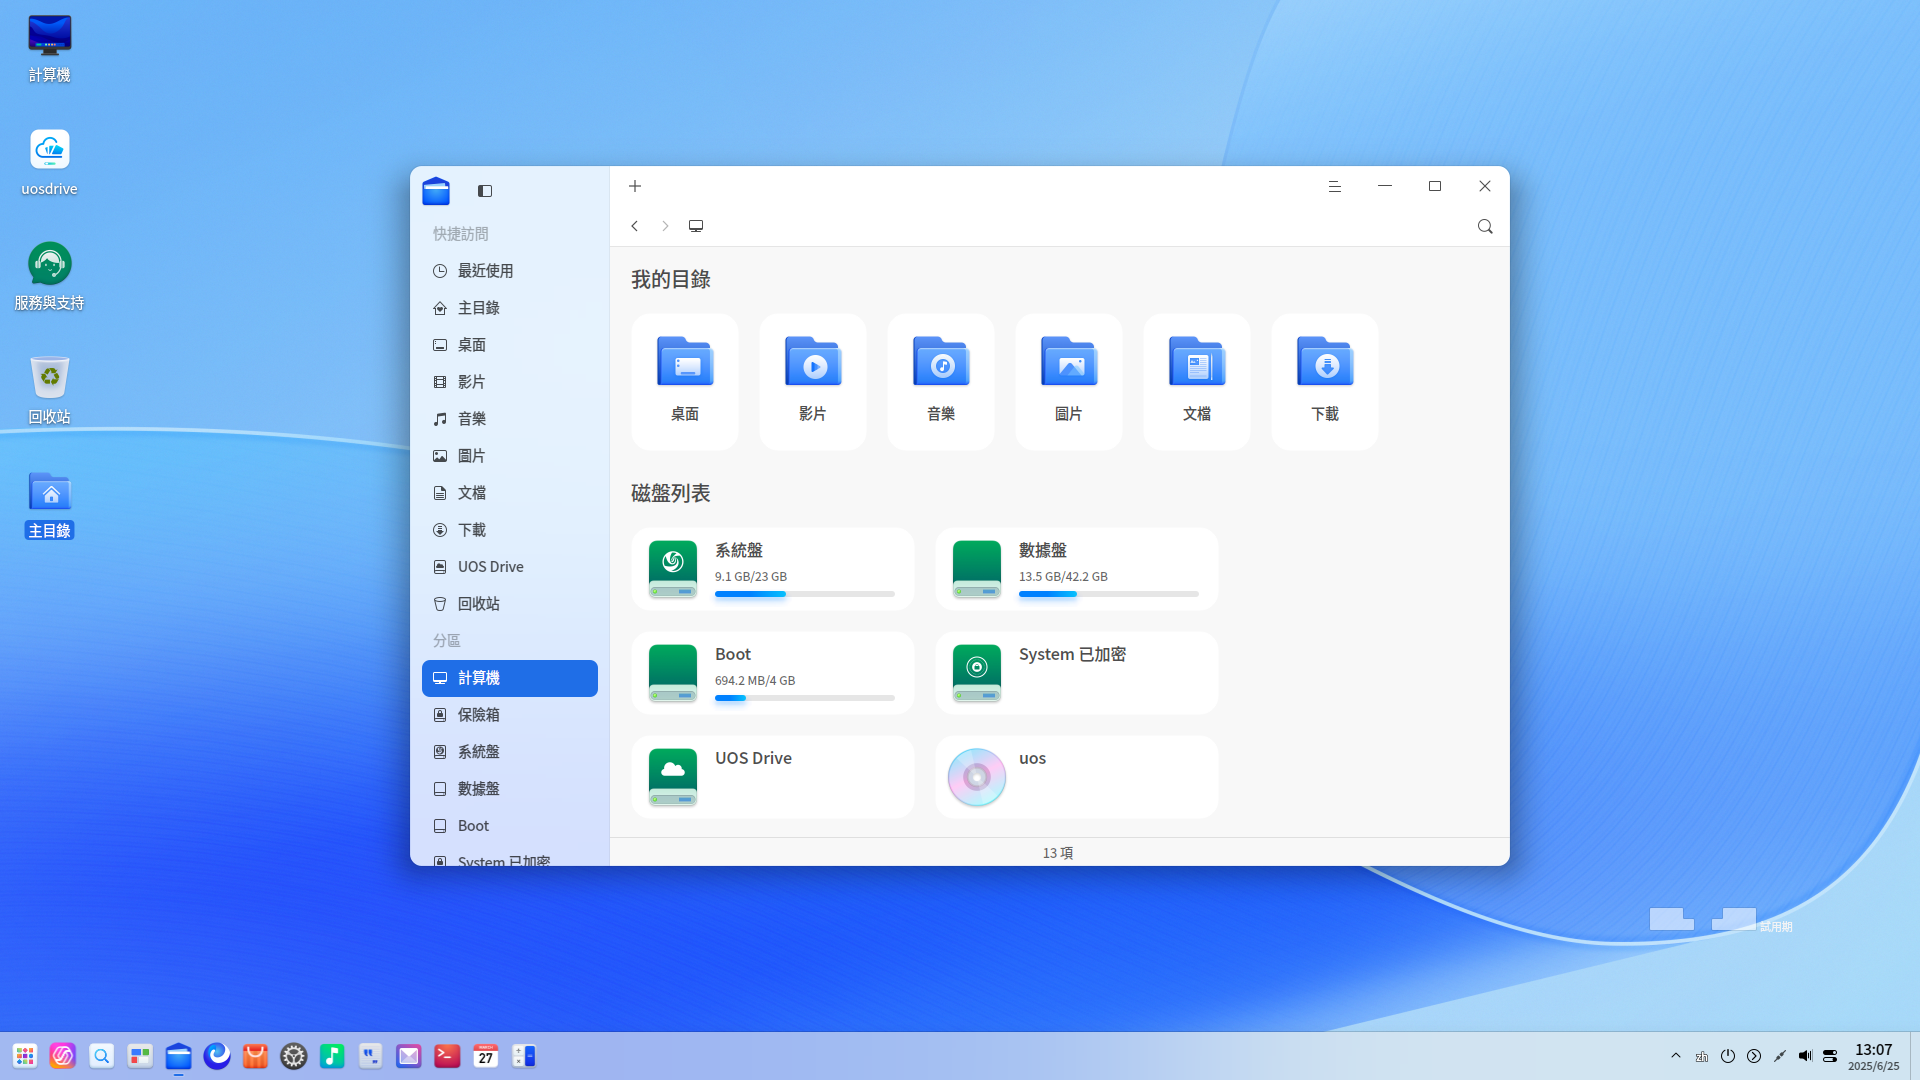 計算機
uosdrive
服務與支持
回收站
主目錄
快捷訪問
最近使用
主目錄
桌面
影片
音樂
圖片
文檔
下載
UOS Drive
回收站
分區
計算機
保險箱
系統盤
數據盤
Boot
System 已加密
我的目錄
桌面
影片
音樂
圖片
文檔
下載
磁盤列表
系統盤
9.1 GB/23 GB
數據盤
13.5 GB/42.2 GB
Boot
694.2 MB/4 GB
System 已加密
UOS Drive
uos
13 項
試用期
MARCH
27
zh
13:07
2025/6/25